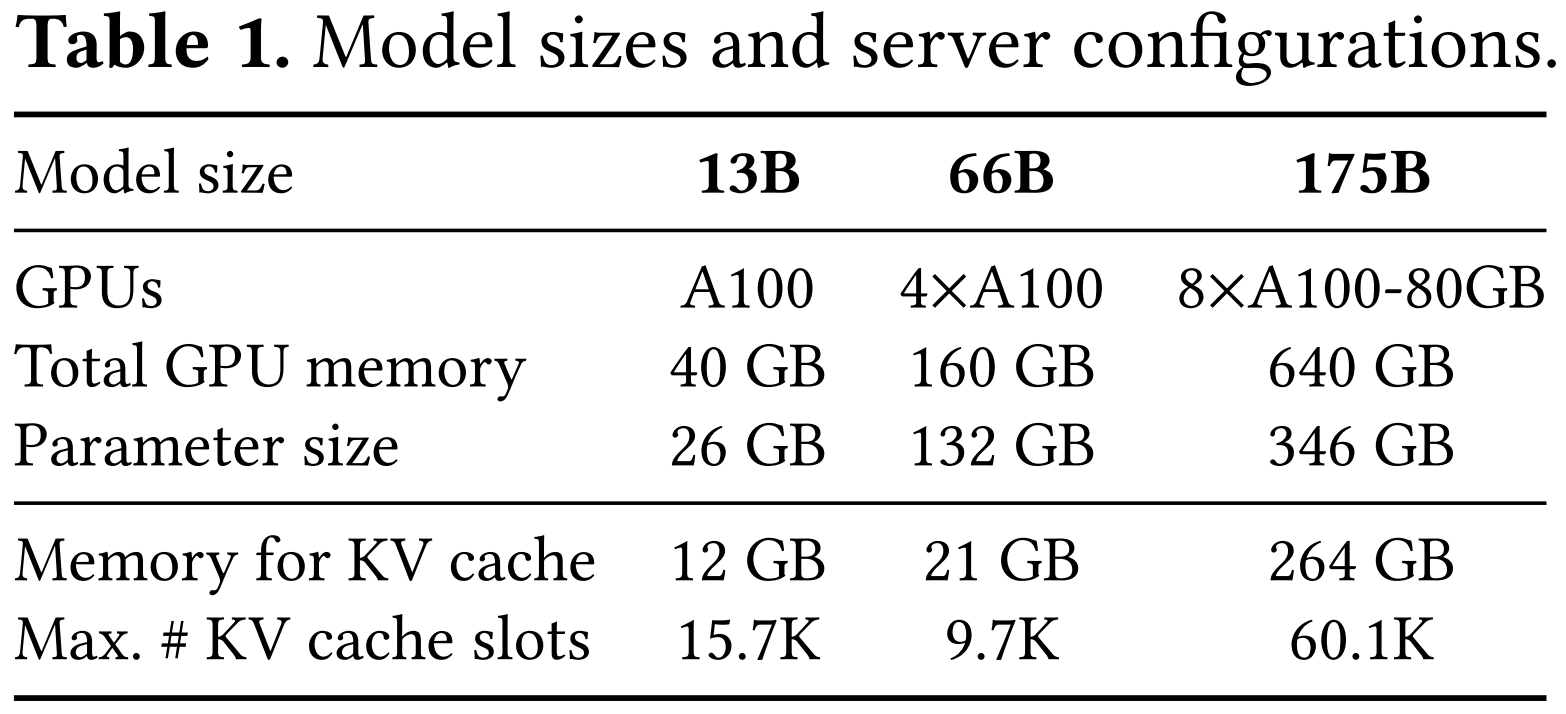 Table 1. Model sizes and server configurations.
Model size 13B 66B 175B
GPUs A100 4×A100 8×A100-80GB
Total GPU memory 40 GB 160 GB 640 GB
Parameter size 26 GB 132 GB 346 GB
Memory for KV cache 12 GB 21 GB 264 GB
Max. # KV cache slots 15.7K 9.7K 60.1K